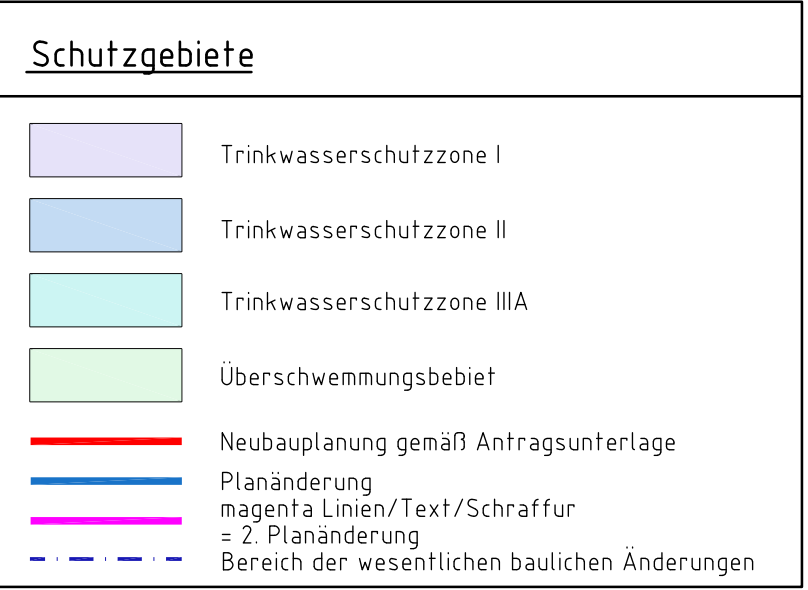 Schutzgebiete
Trinkwasserschutzzone I
Trinkwasserschutzzone II
Trinkwasserschutzzone IIIA
Überschwemmungsbebiet
Neubauplanung gemäß Antragsunterlage
Planänderung
magenta Linien/Text/Schraffur
= 2. Planänderung
Bereich der wesentlichen baulichen Änderungen